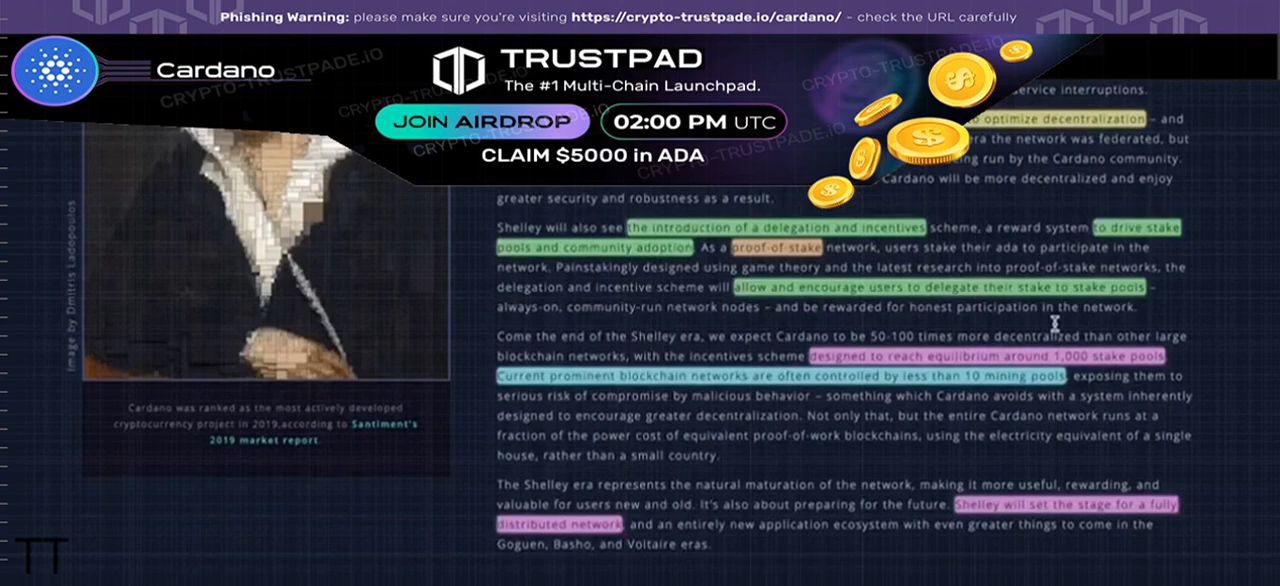 Phishing Warning: please make sure you're visiting https://crypto-trustpade.io/cardano/ - check the URL carefully
Cardano
TRUSTPAD
The #1 Multi-Chain Launchpad.
JOIN AIRDROP
02:00 PM UTC
CLAIM $5000 in ADA
CRYPTO-TRUSTPADE.IO
CRYPTO-TRUSTPADE.IO
CRYPTO-TRUSTPADE.IO
CRYPTO-TRUSTPADE.IO
CRYPTO-TRUSTPADE.IO
Image by Dmitris Ladopoulos
Cardano was ranked as the most actively developed
cryptocurrency project in 2019,according to Santiment's
2019 market report.
service interruptions.
to optimize decentralization – and
era the network was federated, but
being run by the Cardano community.
Cardano will be more decentralized and enjoy
greater security and robustness as a result.
Shelley will also see the introduction of a delegation and incentives scheme, a reward system to drive stake
pools and community adoption. As a proof-of-stake network, users stake their ada to participate in the
network. Painstakingly designed using game theory and the latest research into proof-of-stake networks, the
delegation and incentive scheme will allow and encourage users to delegate their stake to stake pools –
always-on, community-run network nodes – and be rewarded for honest participation in the network.
Come the end of the Shelley era, we expect Cardano to be 50-100 times more decentralized than other large
blockchain networks, with the incentives scheme designed to reach equilibrium around 1,000 stake pools.
Current prominent blockchain networks are often controlled by less than 10 mining pools, exposing them to
serious risk of compromise by malicious behavior – something which Cardano avoids with a system inherently
designed to encourage greater decentralization. Not only that, but the entire Cardano network runs at a
fraction of the power cost of equivalent proof-of-work blockchains, using the electricity equivalent of a single
house, rather than a small country.
The Shelley era represents the natural maturation of the network, making it more useful, rewarding, and
valuable for users new and old. It's also about preparing for the future. Shelley will set the stage for a fully
distributed network, and an entirely new application ecosystem with even greater things to come in the
Goguen, Basho, and Voltaire eras.
TT